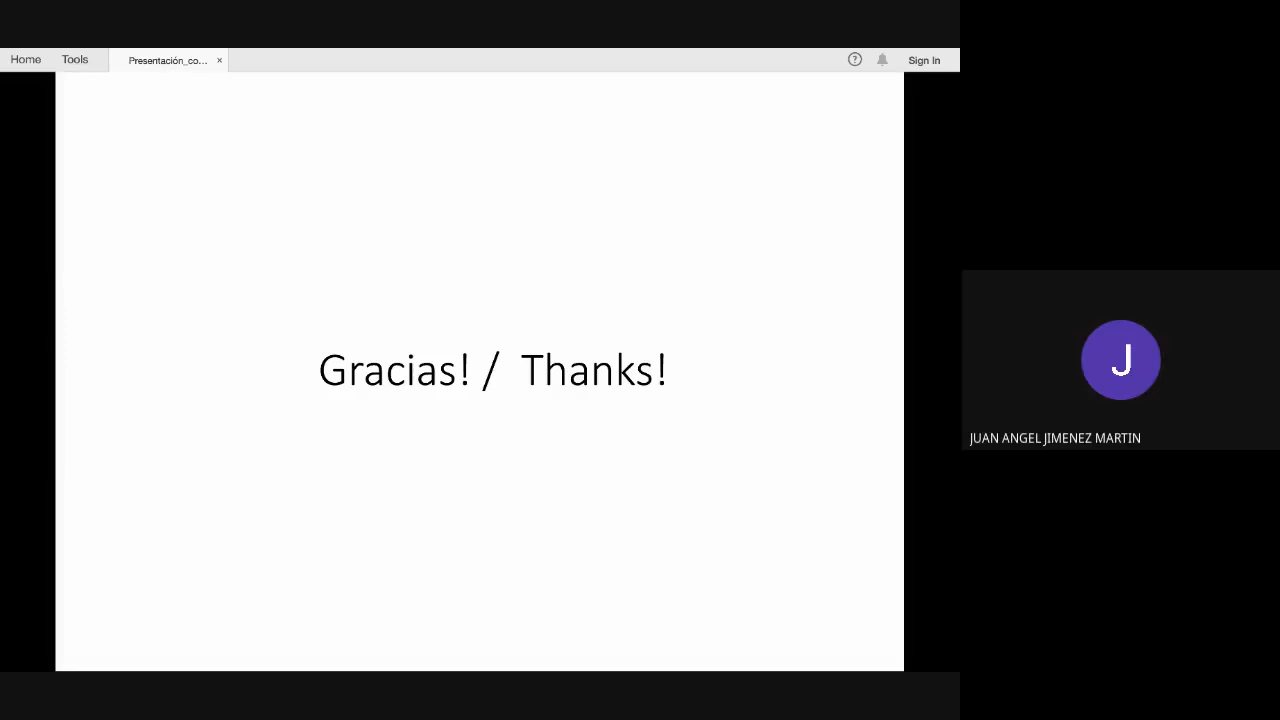 Home Tools Presentación_co... × ? Sign In
Gracias! / Thanks!
J
JUAN ANGEL JIMENEZ MARTIN